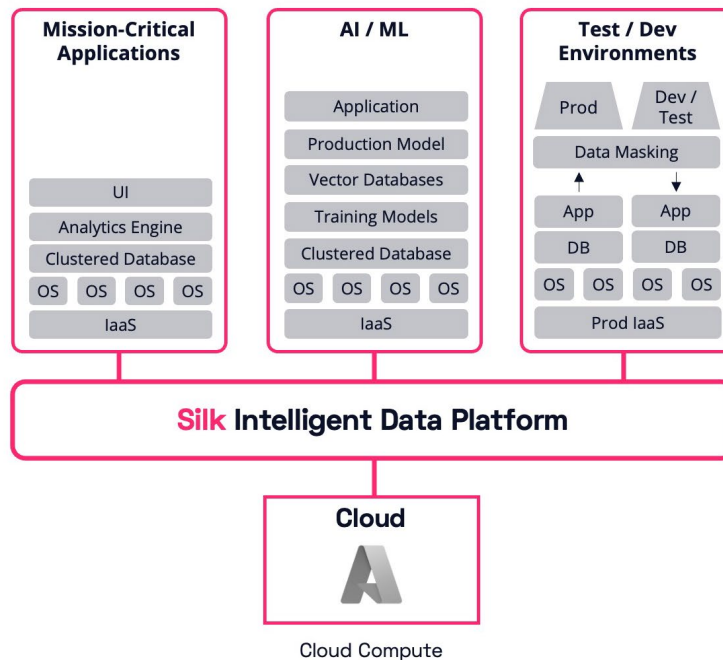 Mission-Critical
Applications
UI
Analytics Engine
Clustered Database
OS OS OS OS
IaaS
AI / ML
Application
Production Model
Vector Databases
Training Models
Clustered Database
OS OS OS OS
IaaS
Test / Dev
Environments
Prod
Dev /
Test
Data Masking
App App
DB DB
OS OS OS OS
Prod IaaS
Silk Intelligent Data Platform
Cloud
Cloud Compute